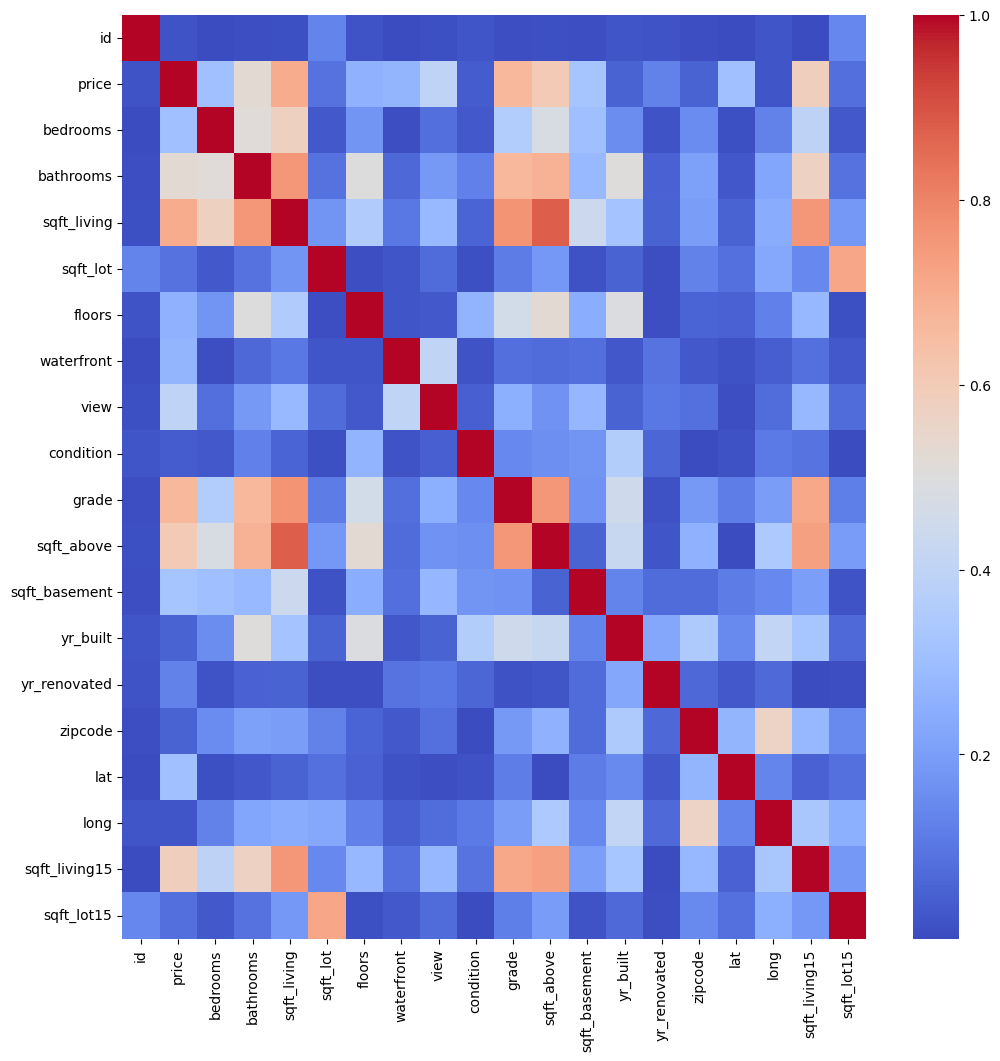 id
price
bedrooms
bathrooms
sqft_living
sqft_lot
floors
waterfront
view
condition
grade
sqft_above
sqft_basement
yr_built
yr_renovated
zipcode
lat
long
sqft_living15
sqft_lot15
id
price
bedrooms
bathrooms
sqft_living
sqft_lot
floors
waterfront
view
condition
grade
sqft_above
sqft_basement
yr_built
yr_renovated
zipcode
lat
long
sqft_living15
sqft_lot15
1.0
0.8
0.6
0.4
0.2